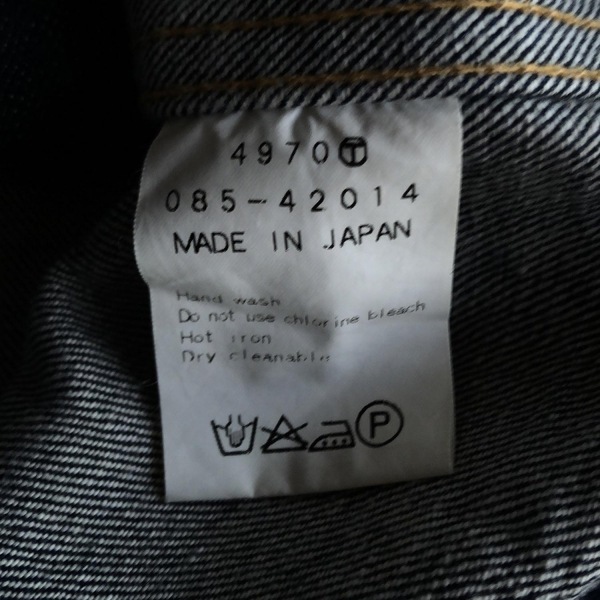 4970Ⓣ
085-42014
MADE IN JAPAN
Hand wash
Do not use chlorine bleach
Hot iron
Dry cleanable
P